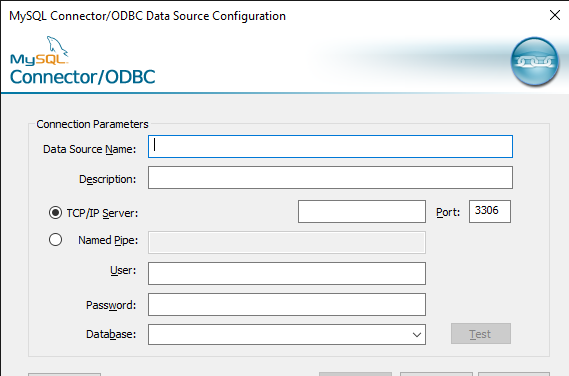 MySQL Connector/ODBC Data Source Configuration
MySQL
Connector/ODBC
Connection Parameters
Data Source Name:
Description:
TCP/IP Server: Port: 3306
Named Pipe:
User:
Password:
Database: Test